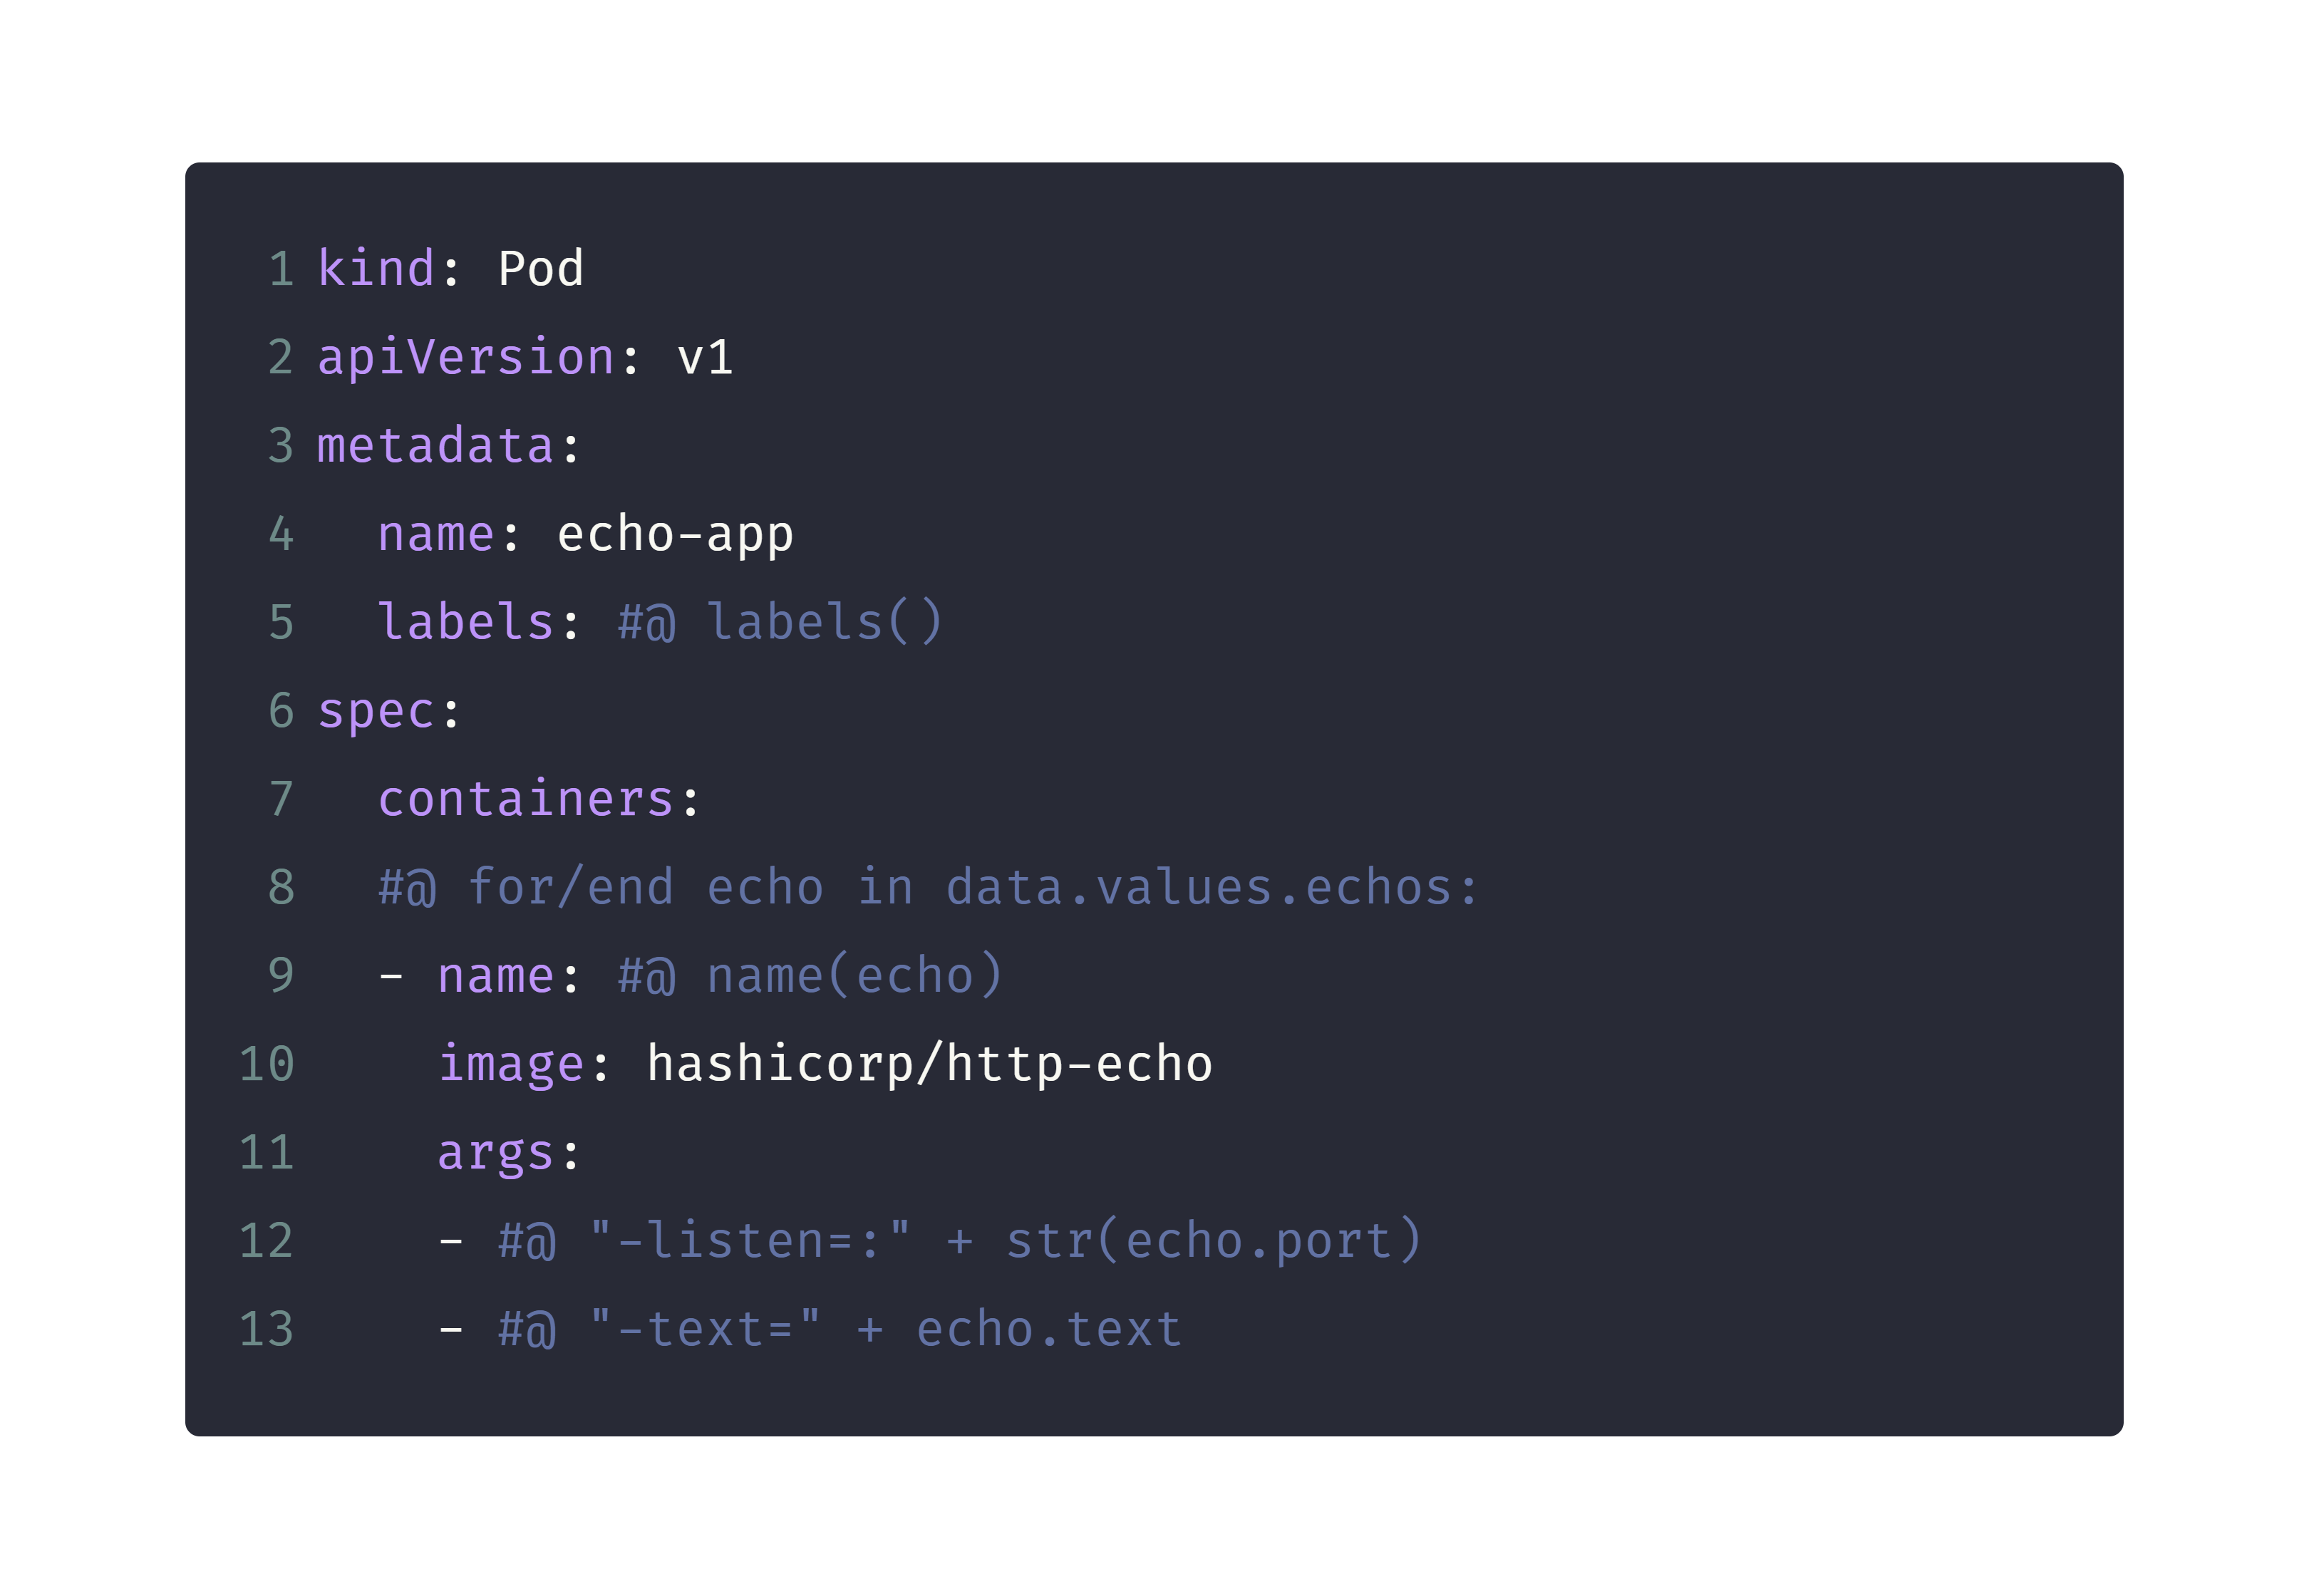 1 kind: Pod
2 apiVersion: v1
3 metadata:
4   name: echo-app
5   labels: #@ labels()
6 spec:
7   containers:
8   #@ for/end echo in data.values.echos:
9   - name: #@ name(echo)
10     image: hashicorp/http-echo
11     args:
12     - #@ "-listen=:" + str(echo.port)
13     - #@ "-text=" + echo.text